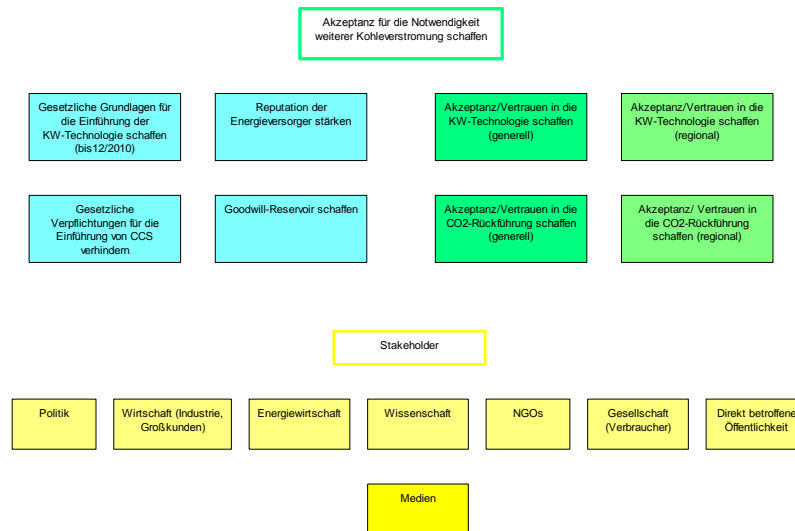 Akzeptanz für die Notwendigkeit
weiterer Kohleverstromung schaffen
Gesetzliche Grundlagen für
die Einführung der
KW-Technologie schaffen
(bis12/2010)
Reputation der
Energieversorger stärken
Akzeptanz/Vertrauen in die
KW-Technologie schaffen
(generell)
Akzeptanz/Vertrauen in die
KW-Technologie schaffen
(regional)
Gesetzliche
Verpflichtungen für die
Einführung von CCS
verhindern
Goodwill-Reservoir schaffen
Akzeptanz/Vertrauen in die
CO2-Rückführung schaffen
(generell)
Akzeptanz/ Vertrauen in
die CO2-Rückführung
schaffen (regional)
Stakeholder
Politik
Wirtschaft (Industrie,
Großkunden)
Energiewirtschaft
Wissenschaft
NGOs
Gesellschaft
(Verbraucher)
Direkt betroffene
Öffentlichkeit
Medien